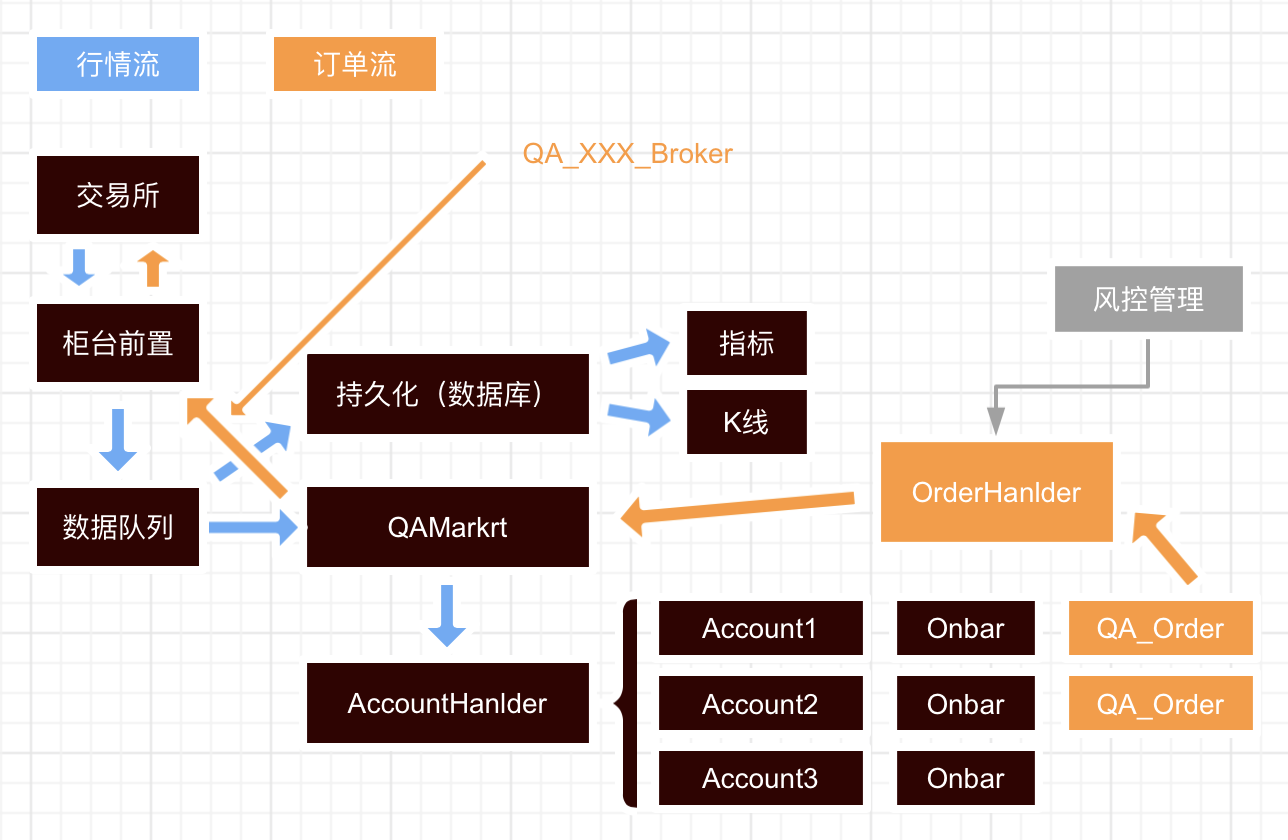 行情流
订单流
QA_XXX_Broker
交易所
风控管理
柜台前置
指标
持久化（数据库）
K线
OrderHanlder
数据队列
QAMarkrt
Account1
Onbar
QA_Order
AccountHanlder
Account2
Onbar
QA_Order
Account3
Onbar